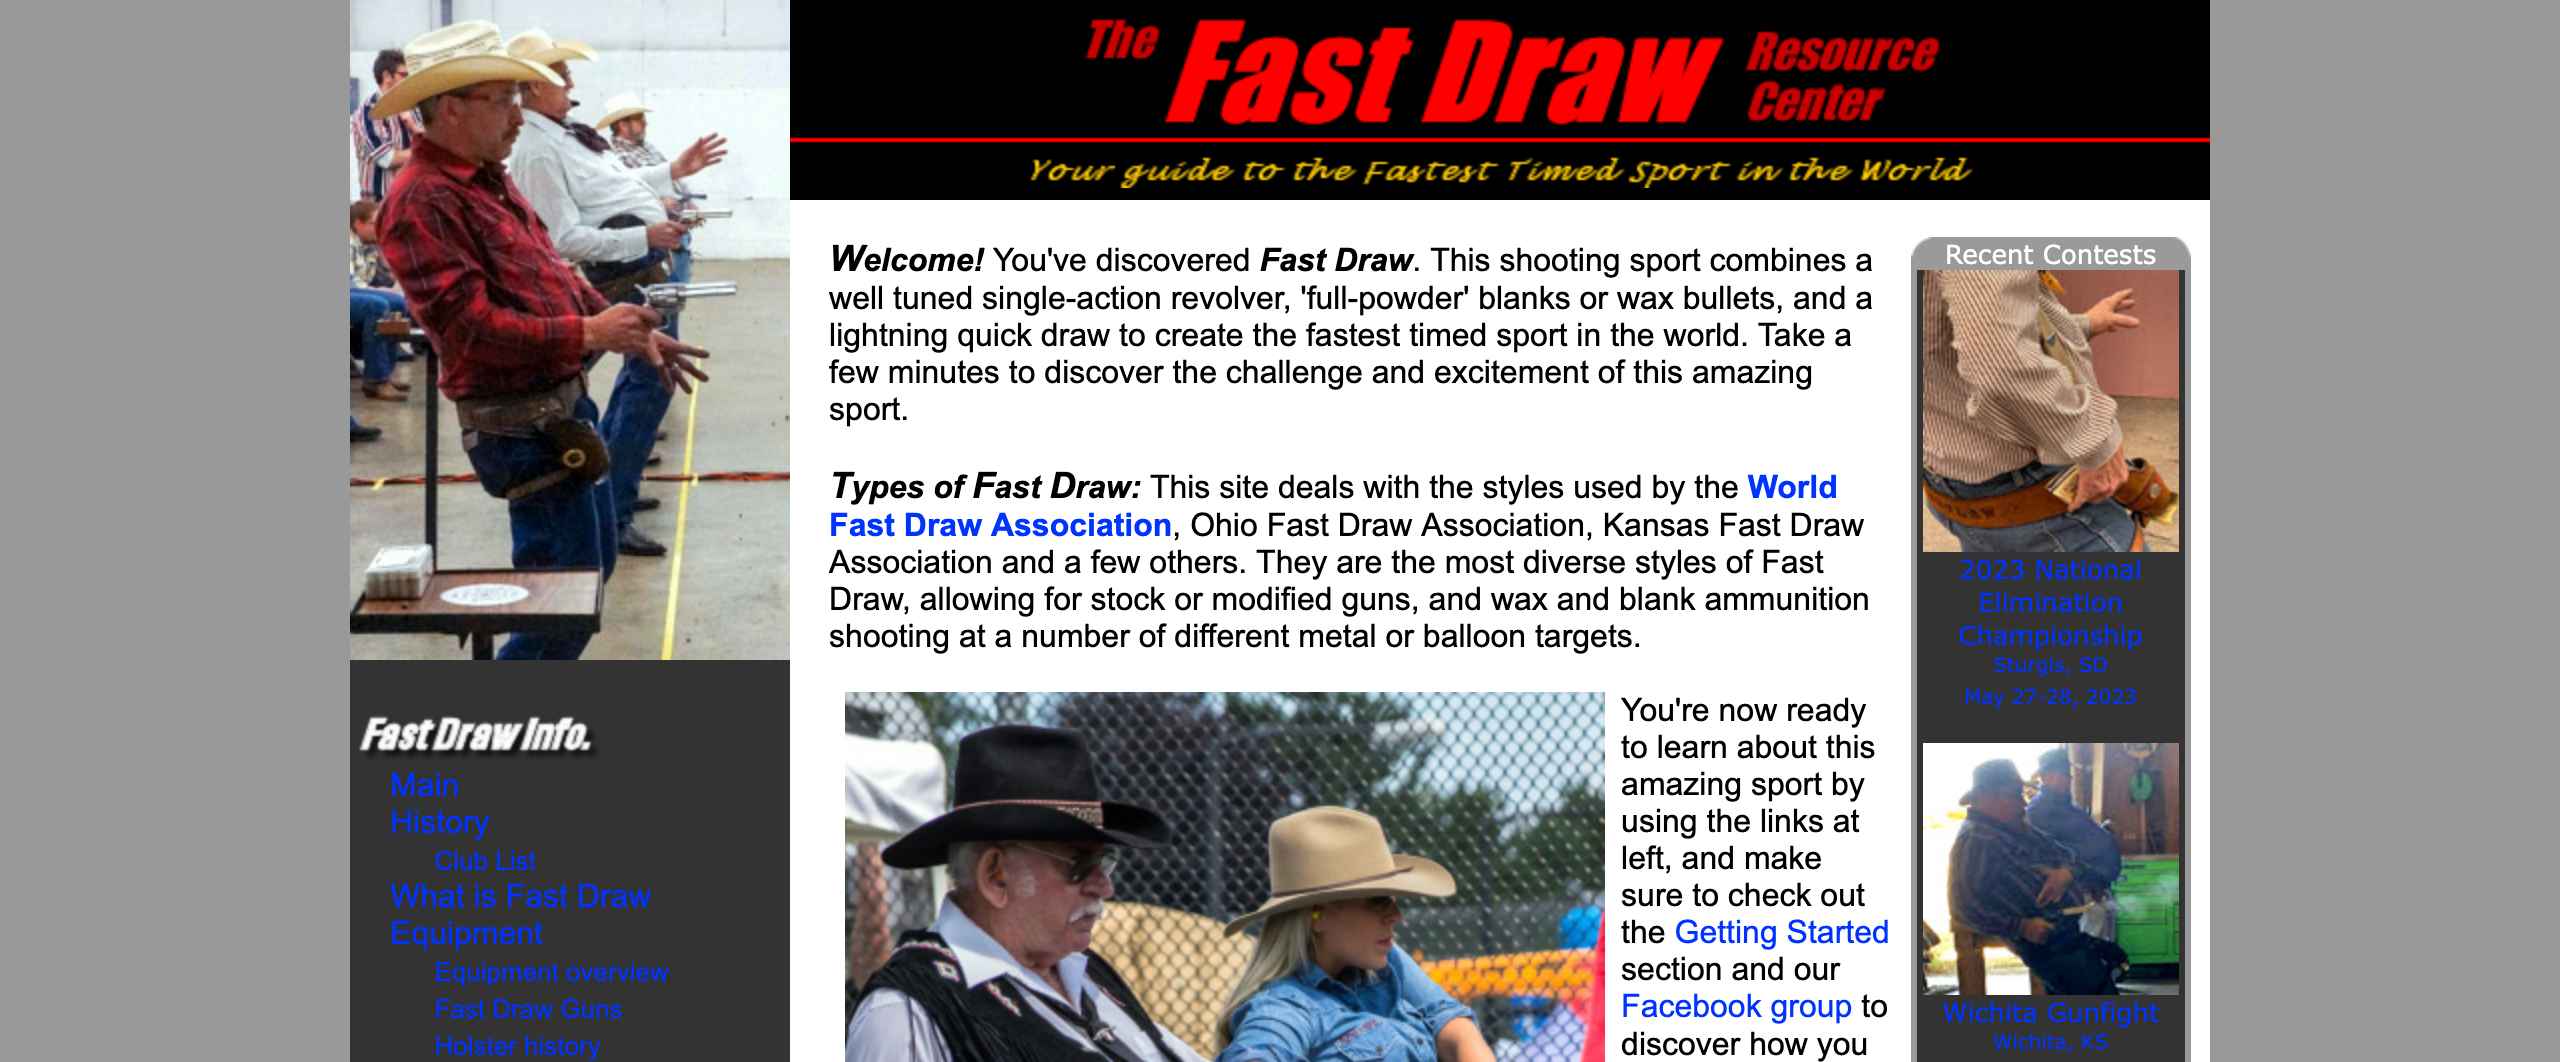 The Fast Draw Resource Center
Your guide to the Fastest Timed Sport in the World
Welcome! You've discovered Fast Draw. This shooting sport combines a
well tuned single-action revolver, 'full-powder' blanks or wax bullets, and a
lightning quick draw to create the fastest timed sport in the world. Take a
few minutes to discover the challenge and excitement of this amazing
sport.
Types of Fast Draw: This site deals with the styles used by the World
Fast Draw Association, Ohio Fast Draw Association, Kansas Fast Draw
Association and a few others. They are the most diverse styles of Fast
Draw, allowing for stock or modified guns, and wax and blank ammunition
shooting at a number of different metal or balloon targets.
You're now ready
to learn about this
amazing sport by
using the links at
left, and make
sure to check out
the Getting Started
section and our
Facebook group to
discover how you
Fast Draw Info.
Main
History
Club List
What is Fast Draw
Equipment
Equipment overview
Fast Draw Guns
Holster history
Recent Contests
2023 National
Elimination
Championship
Sturgis, SD
May 27-28, 2023
Wichita Gunfight
Wichita, KS